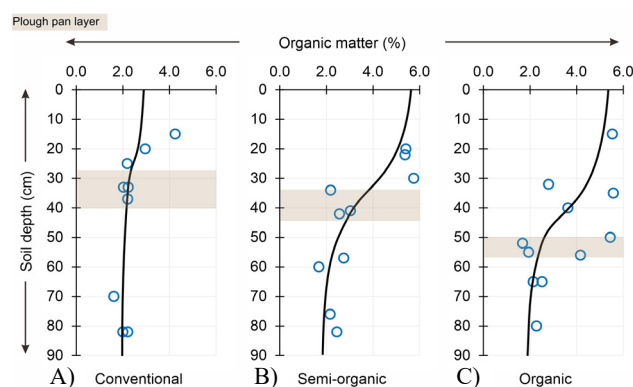 Plough pan layer
Organic matter (%)
0.0 2.0 4.0 6.0 0.0 2.0 4.0 6.0 0.0 2.0 4.0 6.0
0 0 0
10 10 10
20 20 20
30 30 30
40 40 40
50 50 50
60 60 60
70 70 70
80 80 80
90 90 90
Soil depth (cm)
A) Conventional B) Semi-organic C) Organic